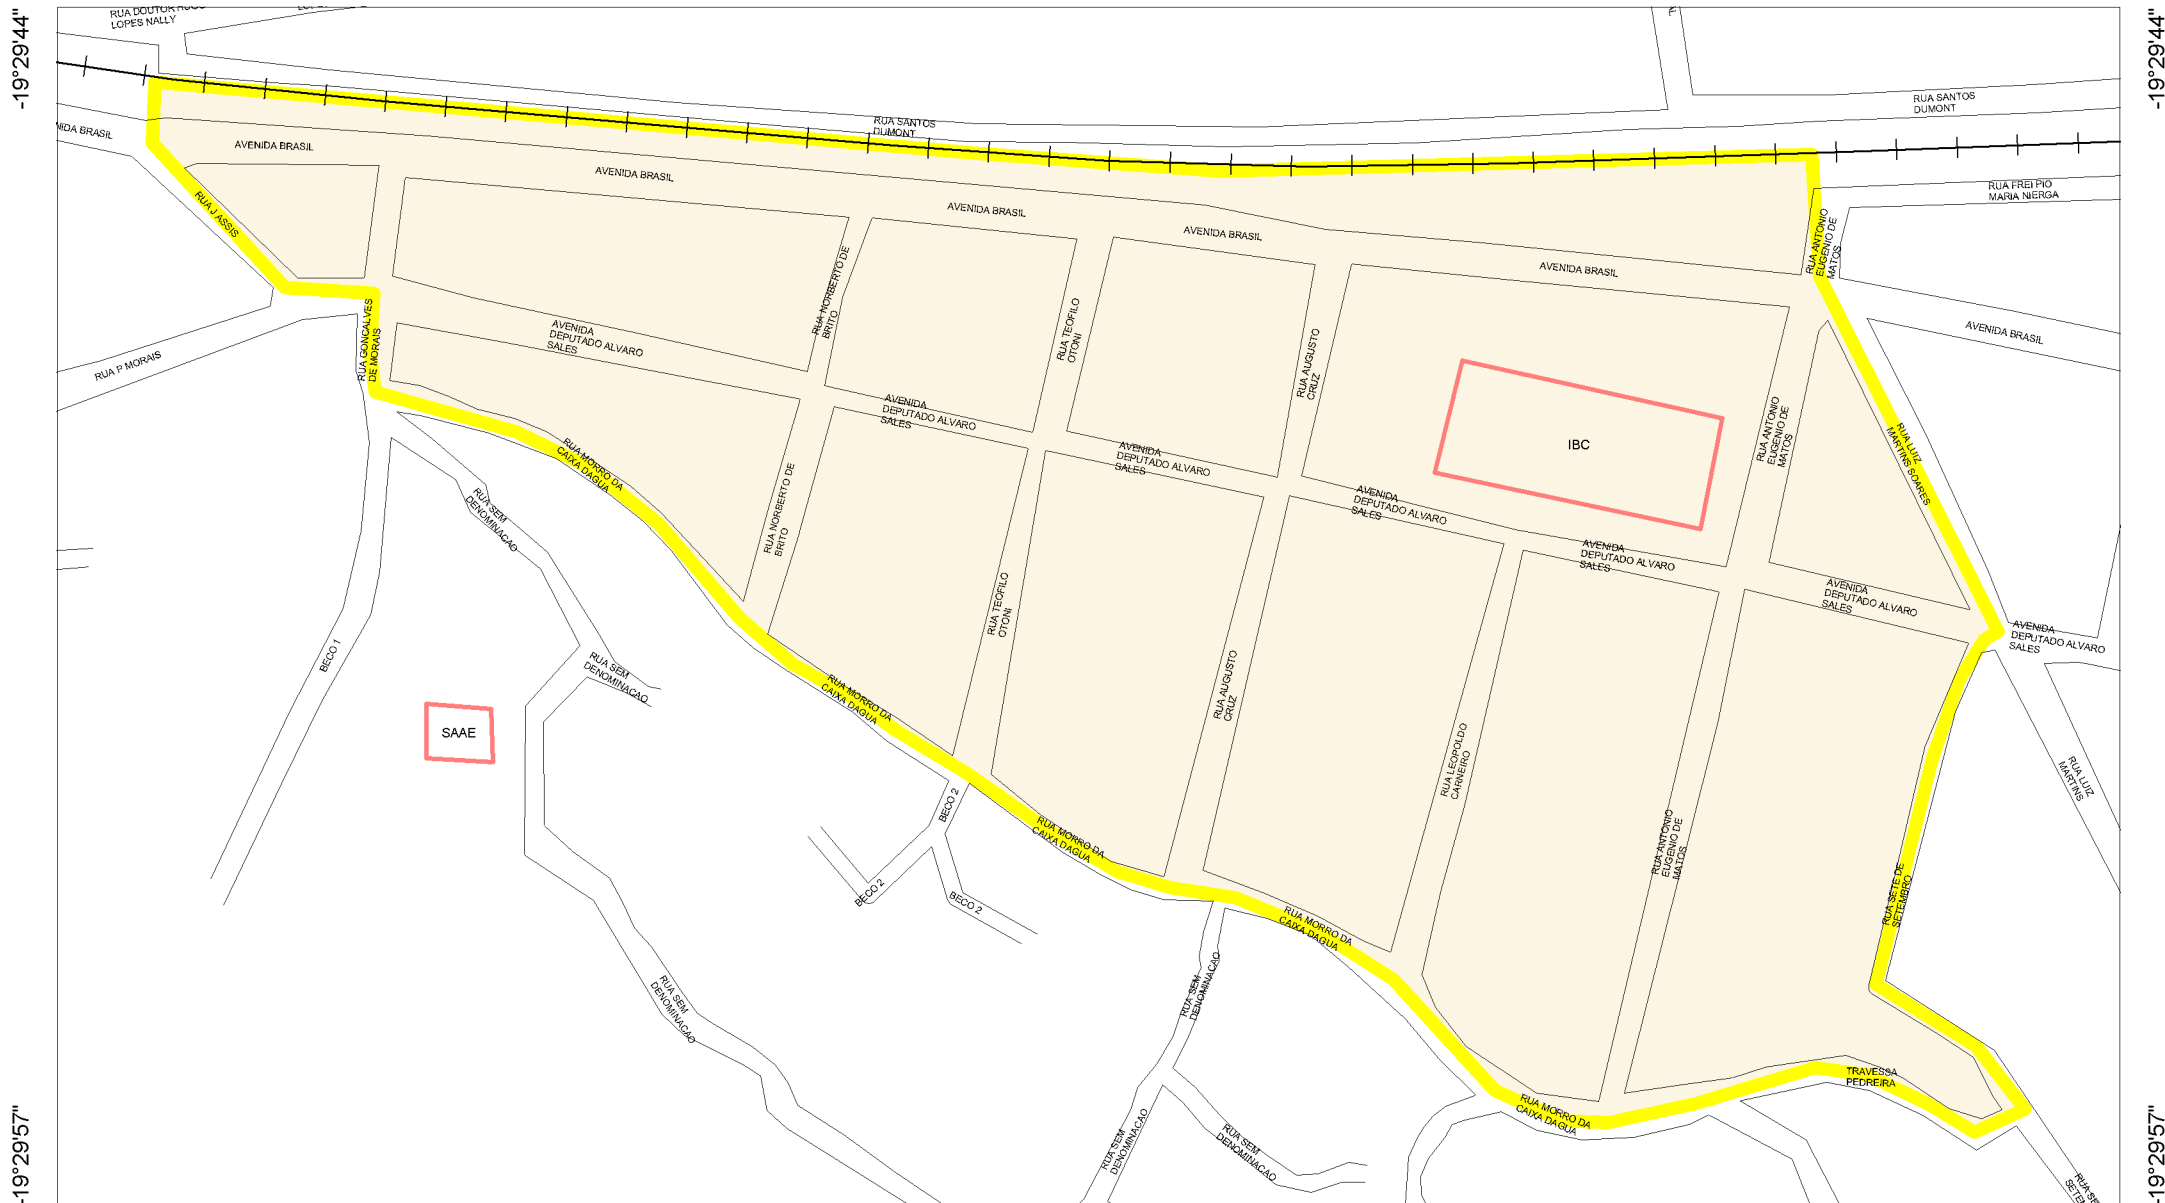 RUA DOUTOR HUGO
LOPES NALLY
-19°29'44"
-19°29'44"
RUA SANTOS
DUMONT
RUA SANTOS
DUMONT
AVENIDA BRASIL
AVENIDA BRASIL
AVENIDA BRASIL
AVENIDA BRASIL
AVENIDA BRASIL
RUA FREI PIO
MARIA NIERGA
RUA J ASSIS
RUA ANTONIO
EUGENIO DE
MATOS
AVENIDA BRASIL
AVENIDA BRASIL
RUA P MORAIS
RUA GONCALVES
DE MORAIS
AVENIDA
DEPUTADO ALVARO
SALES
RUA NORBERTO DE
BRITO
RUA TEOFILO
OTONI
RUA AUGUSTO
CRUZ
AVENIDA
DEPUTADO ALVARO
SALES
AVENIDA
DEPUTADO ALVARO
SALES
IBC
RUA ANTONIO
EUGENIO DE
MATOS
RUA LUIZ
MARTINS SOARES
RUA MORRO DA
CAIXA DAGUA
RUA SEM
DENOMINACAO
RUA NORBERTO DE
BRITO
AVENIDA
DEPUTADO ALVARO
SALES
AVENIDA
DEPUTADO ALVARO
SALES
AVENIDA
DEPUTADO ALVARO
SALES
AVENIDA
DEPUTADO ALVARO
SALES
BECO 1
RUA SEM
DENOMINACAO
RUA TEOFILO
OTONI
RUA AUGUSTO
CRUZ
SAAE
RUA MORRO DA
CAIXA DAGUA
RUA LEOPOLDO
CARNEIRO
RUA LUIZ
MARTINS
BECO 2
BECO 2
BECO 2
RUA MORRO DA
CAIXA DAGUA
RUA ANTONIO
EUGENIO DE
MATOS
RUA SETE DE
SETEMBRO
RUA MORRO DA
CAIXA DAGUA
RUA SEM
DENOMINACAO
RUA SEM
DENOMINACAO
TRAVESSA
PEDREIRA
RUA MORRO DA
CAIXA DAGUA
RUA SEM
DENOMINACAO
RUA SEM
DENOMINACAO
-19°29'57"
-19°29'57"